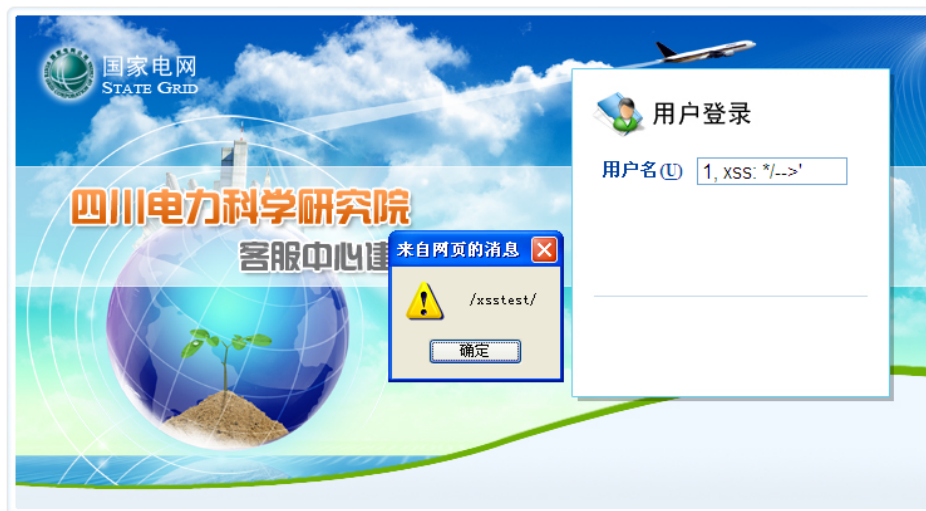 国家电网
STATE GRID
用户登录
用户名(U)
1, xss: */-->'
四川电力科学研究院
客服中心建
来自网页的消息
/xsstest/
确定